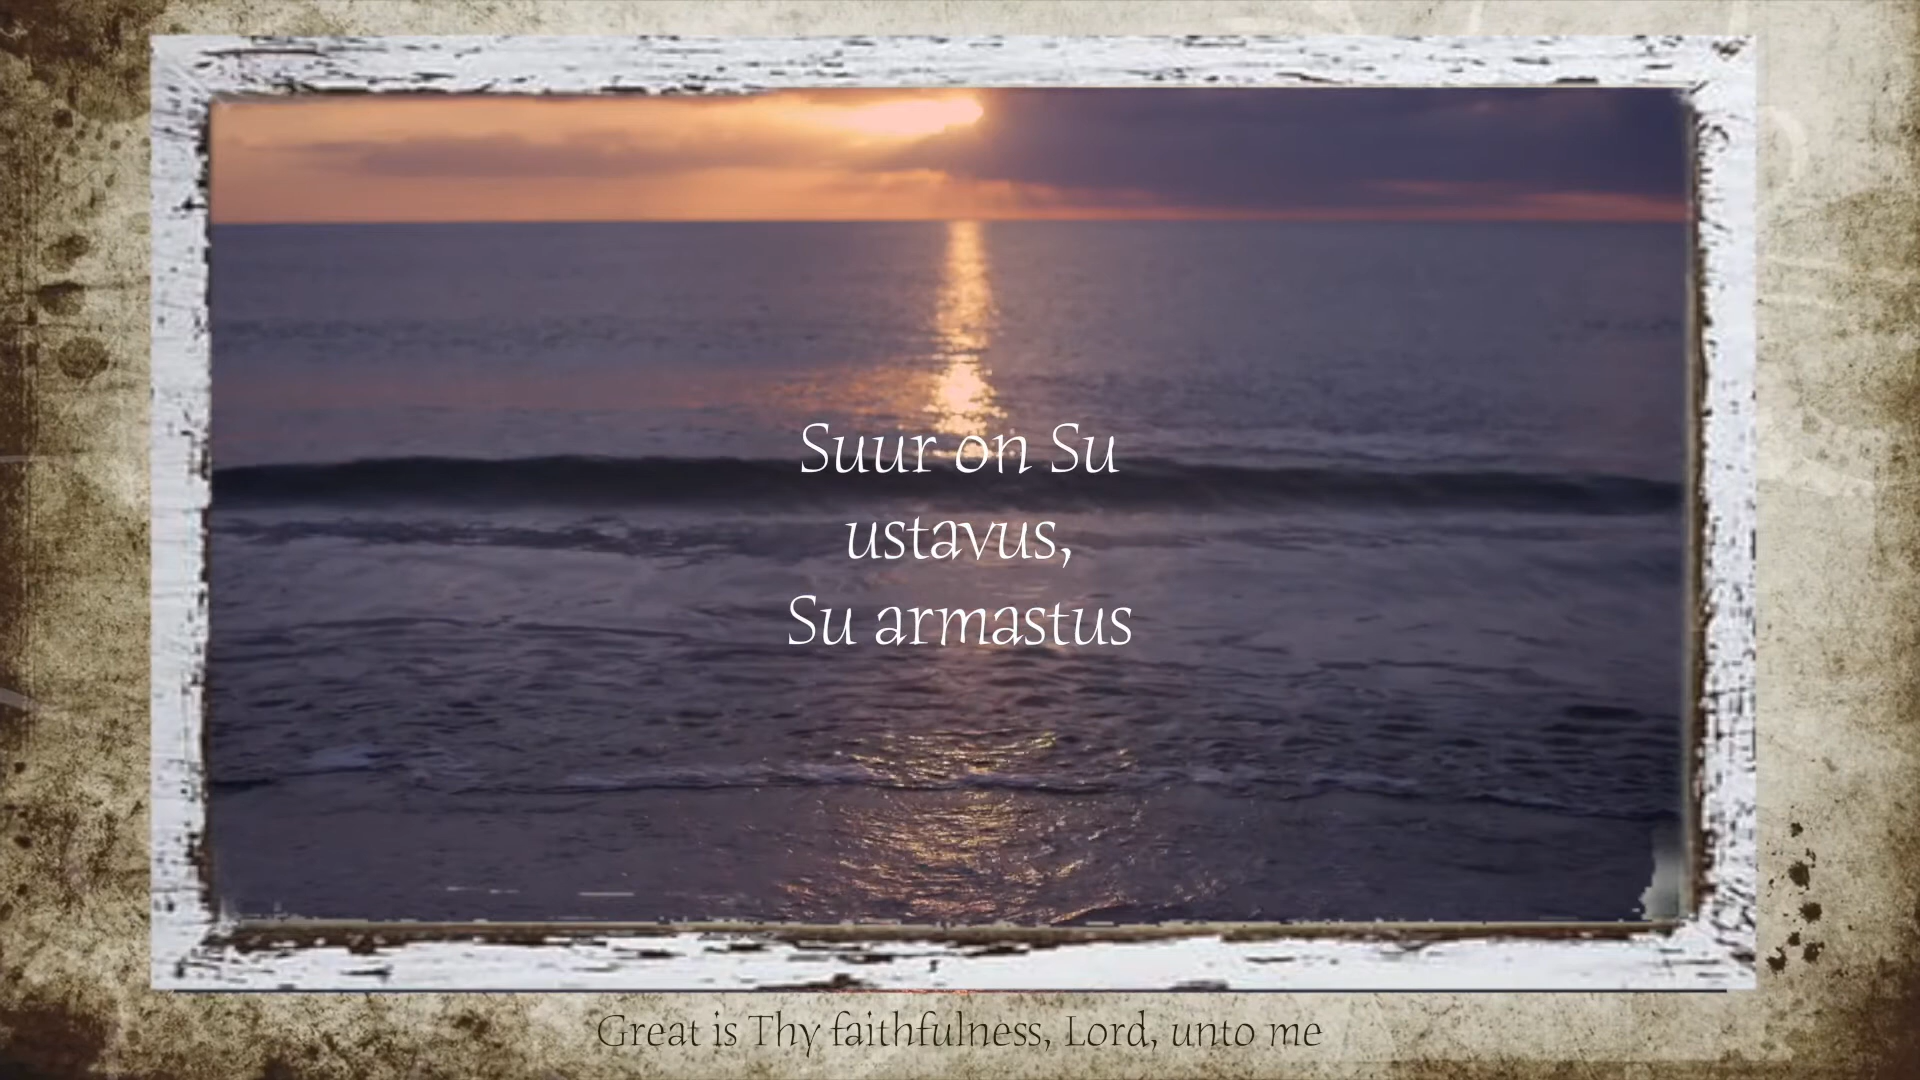 Suur on Su
ustavus,
Su armastus
Great is Thy faithfulness, Lord, unto me